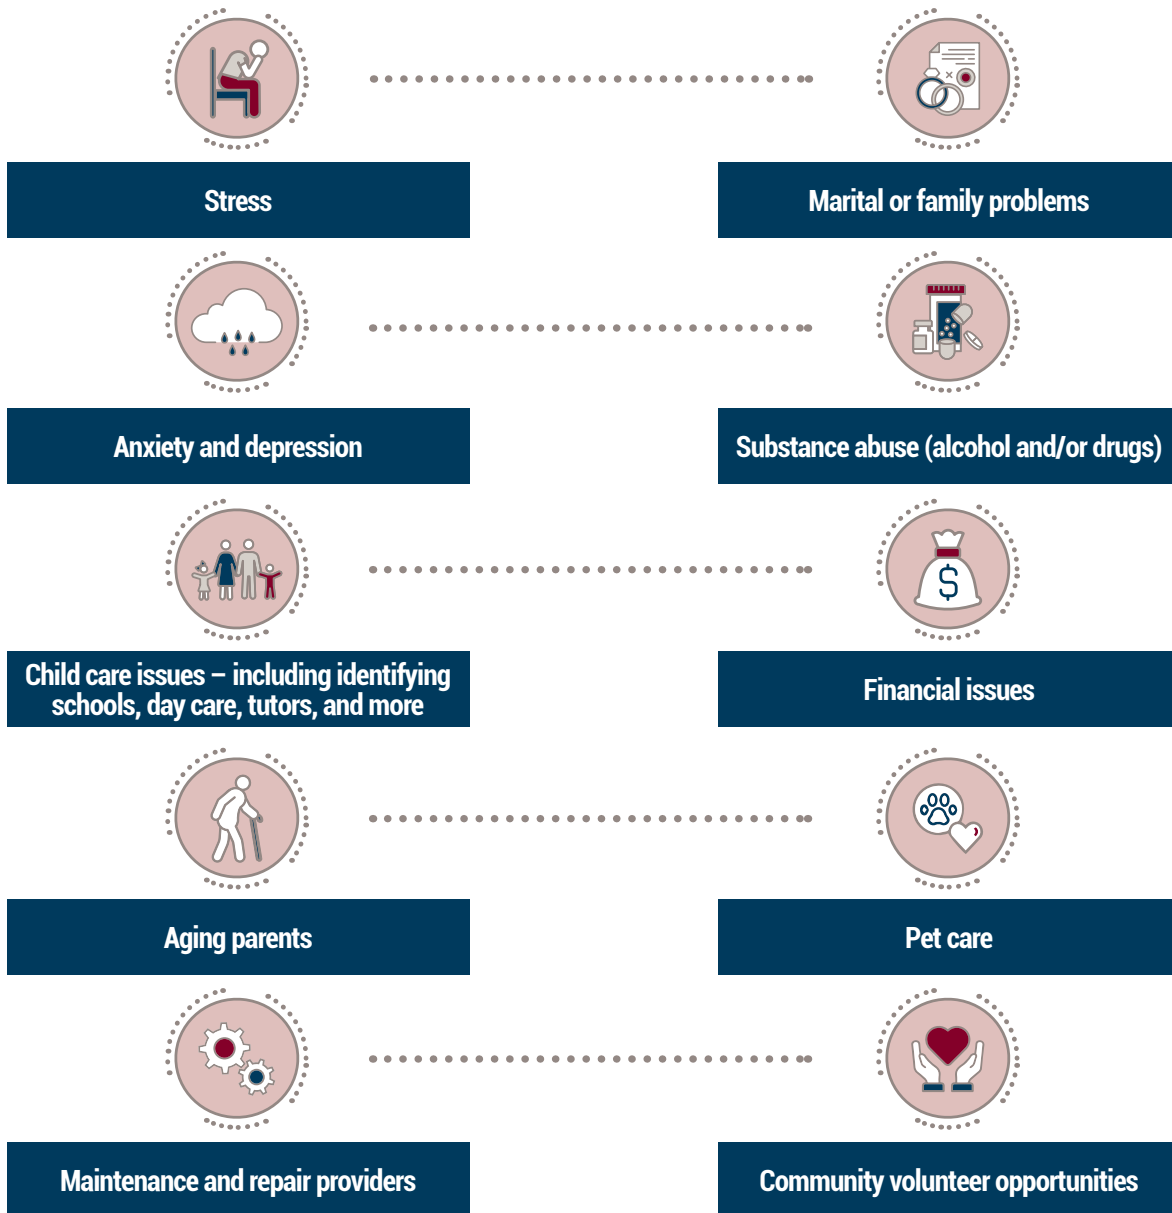 Stress
Marital or family problems
Anxiety and depression
Substance abuse (alcohol and/or drugs)
Child care issues – including identifying
schools, day care, tutors, and more
$
Financial issues
Aging parents
Pet care
Maintenance and repair providers
Community volunteer opportunities